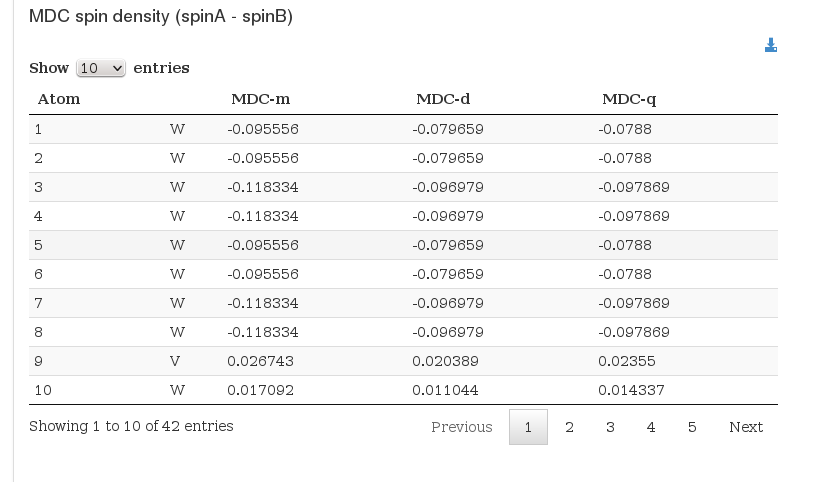 MDC spin density (spinA - spinB)
Show 10 entries
Atom MDC-m MDC-d MDC-q
1 W -0.095556 -0.079659 -0.0788
2 W -0.095556 -0.079659 -0.0788
3 W -0.118334 -0.096979 -0.097869
4 W -0.118334 -0.096979 -0.097869
5 W -0.095556 -0.079659 -0.0788
6 W -0.095556 -0.079659 -0.0788
7 W -0.118334 -0.096979 -0.097869
8 W -0.118334 -0.096979 -0.097869
9 V 0.026743 0.020389 0.02355
10 W 0.017092 0.011044 0.014337
Showing 1 to 10 of 42 entries Previous 1 2 3 4 5 Next